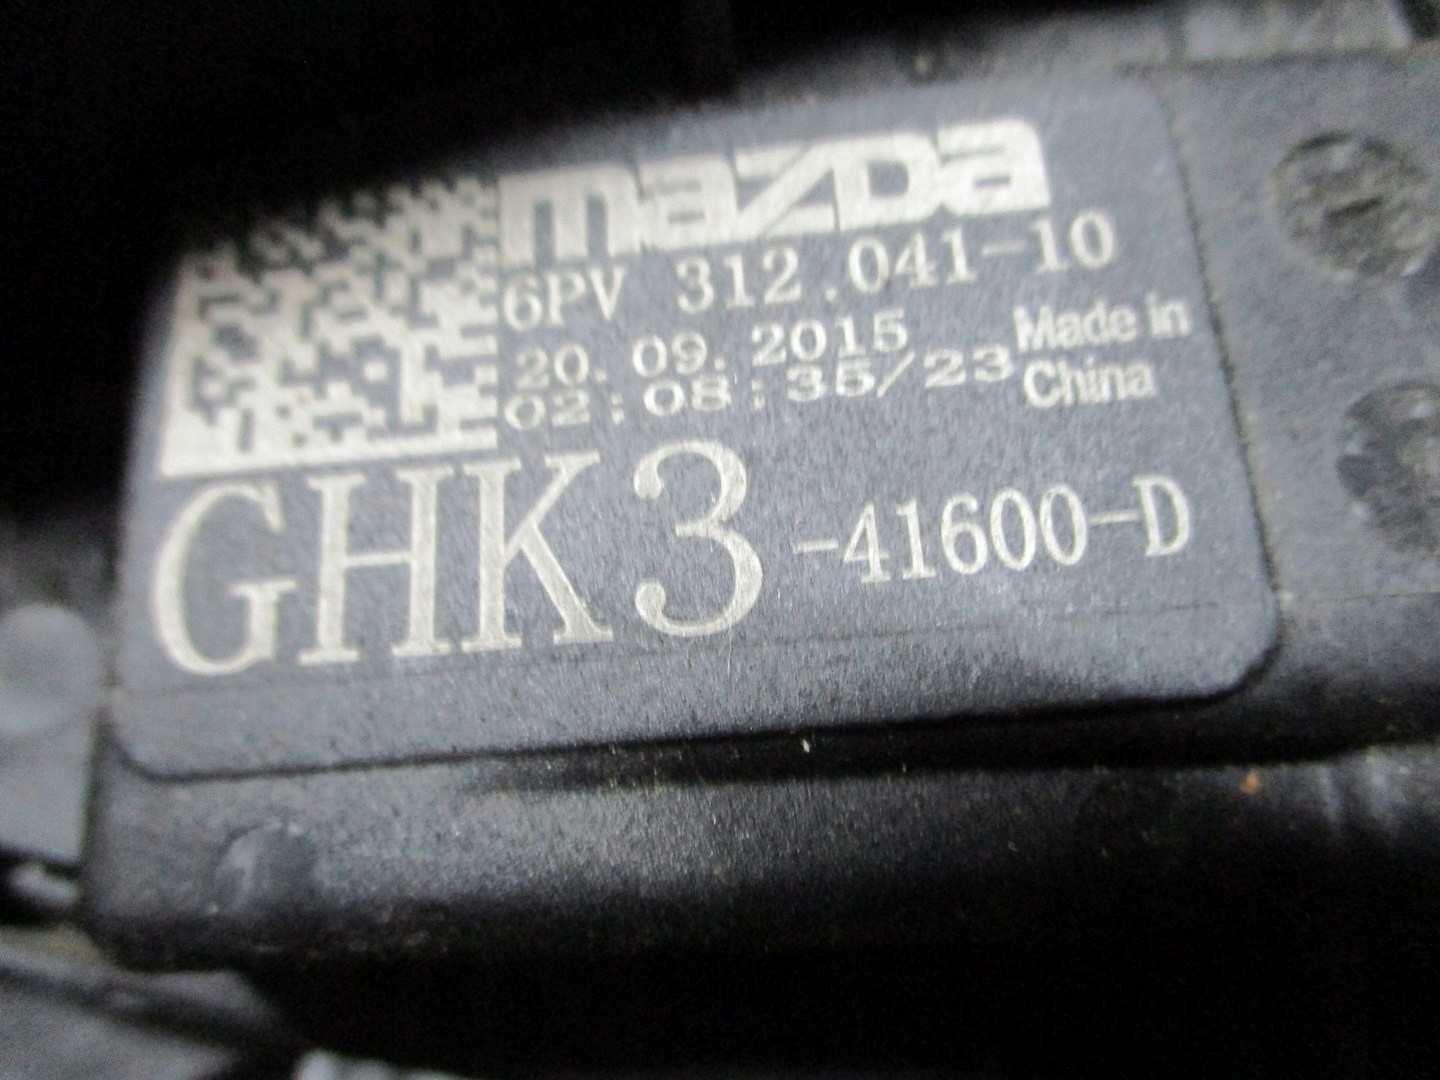 mazda
6PV 312.041-10
20.09.2015
02:08:35/23
Made in
China
GHK3-41600-D